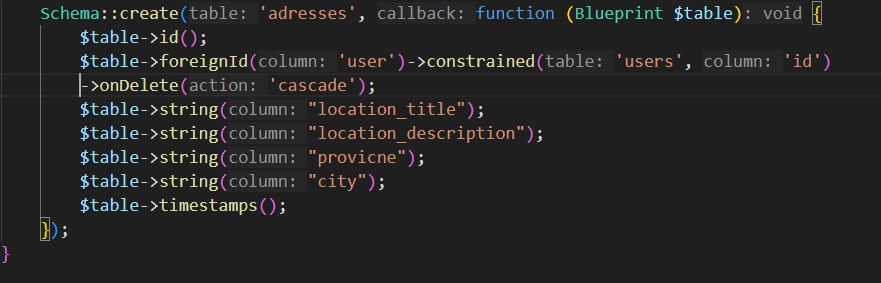 Schema::create(table: 'adresses', callback: function (Blueprint $table): void {
$table->id();
$table->foreignId(column: 'user')->constrained(table: 'users', column: 'id')
->onDelete(action: 'cascade');
$table->string(column: "location_title");
$table->string(column: "location_description");
$table->string(column: "provicne");
$table->string(column: "city");
$table->timestamps();
});
}